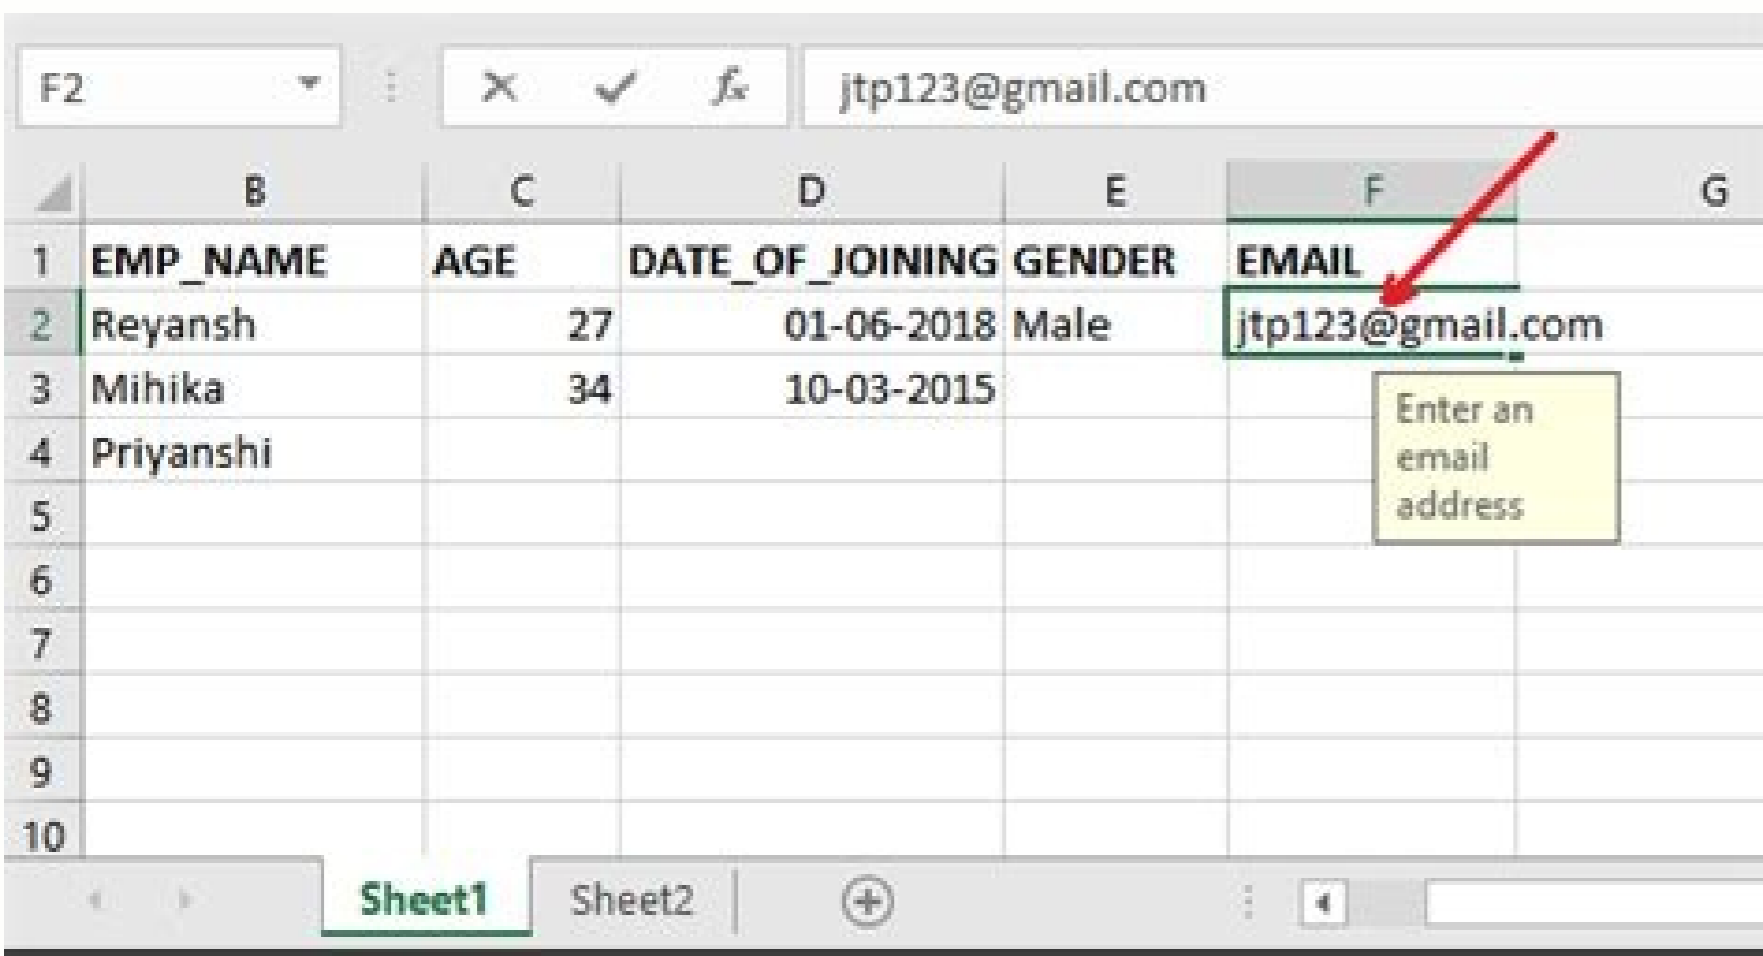 F2 fx jtp123@gmail.com
B C D E F G
1 EMP_NAME AGE DATE_OF_JOINING GENDER EMAIL
2 Reyansh 27 01-06-2018 Male jtp123@gmail.com
3 Mihika 34 10-03-2015
4 Priyanshi
Enter an
email
address
5
6
7
8
9
10
Sheet1 Sheet2